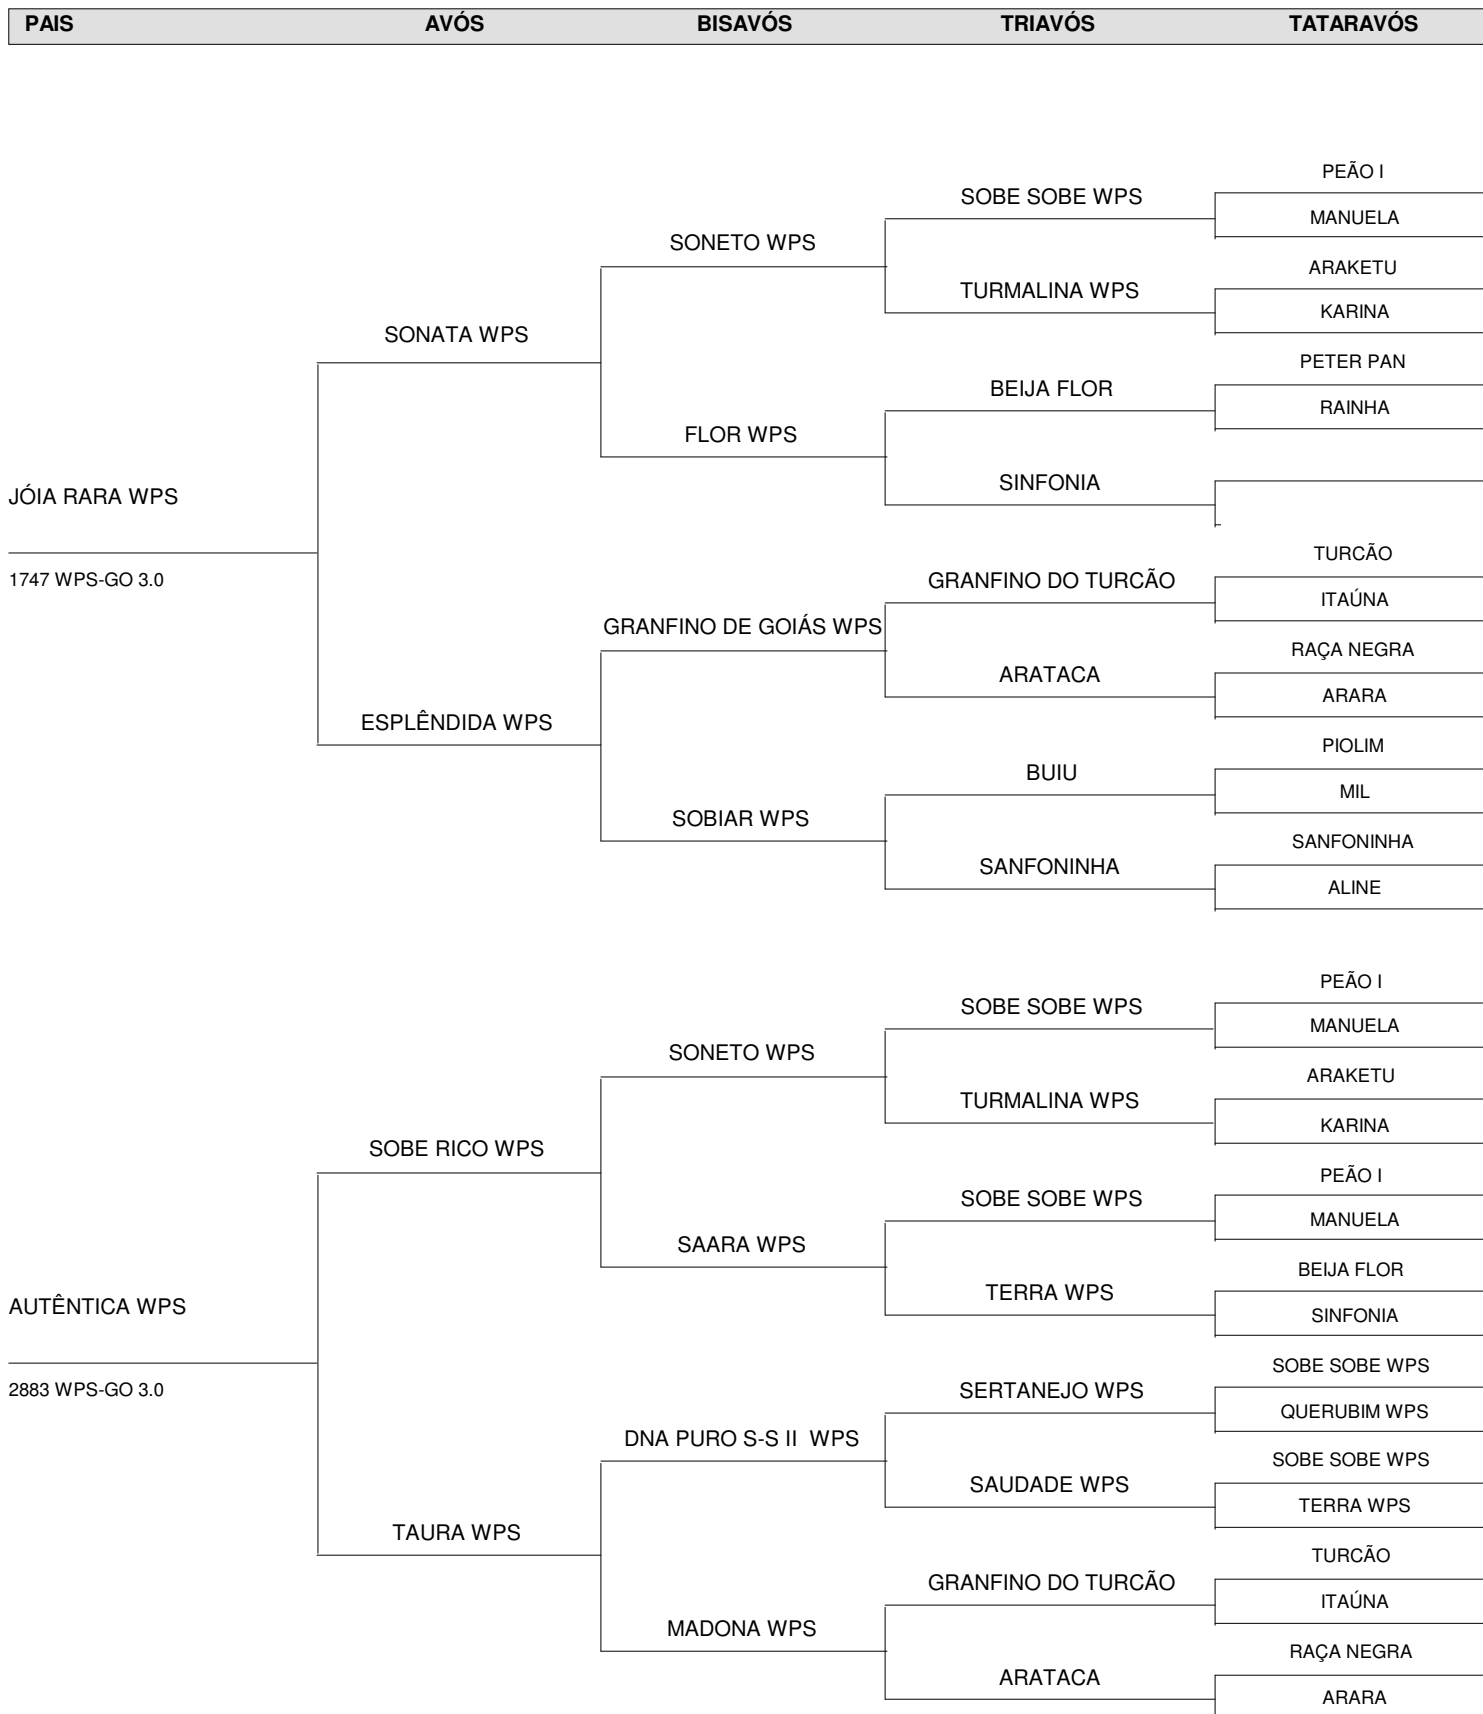 PAIS AVÓS BISAVÓS TRIAVÓS TATARAVÓS
PEÃO I
SOBE SOBE WPS
MANUELA
SONETO WPS
ARAKETU
TURMALINA WPS
KARINA
SONATA WPS
PETER PAN
BEIJA FLOR
RAINHA
FLOR WPS
SINFONIA
JÓIA RARA WPS
TURCÃO
1747 WPS-GO 3.0
GRANFINO DO TURCÃO
ITAÚNA
GRANFINO DE GOIÁS WPS
RAÇA NEGRA
ARATACA
ARARA
ESPLÊNDIDA WPS
PIOLIM
BUIU
MIL
SOBIAR WPS
SANFONINHA
SANFONINHA
ALINE
PEÃO I
SOBE SOBE WPS
MANUELA
SONETO WPS
ARAKETU
TURMALINA WPS
KARINA
SOBE RICO WPS
PEÃO I
SOBE SOBE WPS
MANUELA
SAARA WPS
BEIJA FLOR
TERRA WPS
AUTÊNTICA WPS
SINFONIA
SOBE SOBE WPS
2883 WPS-GO 3.0
SERTANEJO WPS
QUERUBIM WPS
DNA PURO S-S II WPS
SOBE SOBE WPS
SAUDADE WPS
TERRA WPS
TAURA WPS
TURCÃO
GRANFINO DO TURCÃO
ITAÚNA
MADONA WPS
RAÇA NEGRA
ARATACA
ARARA